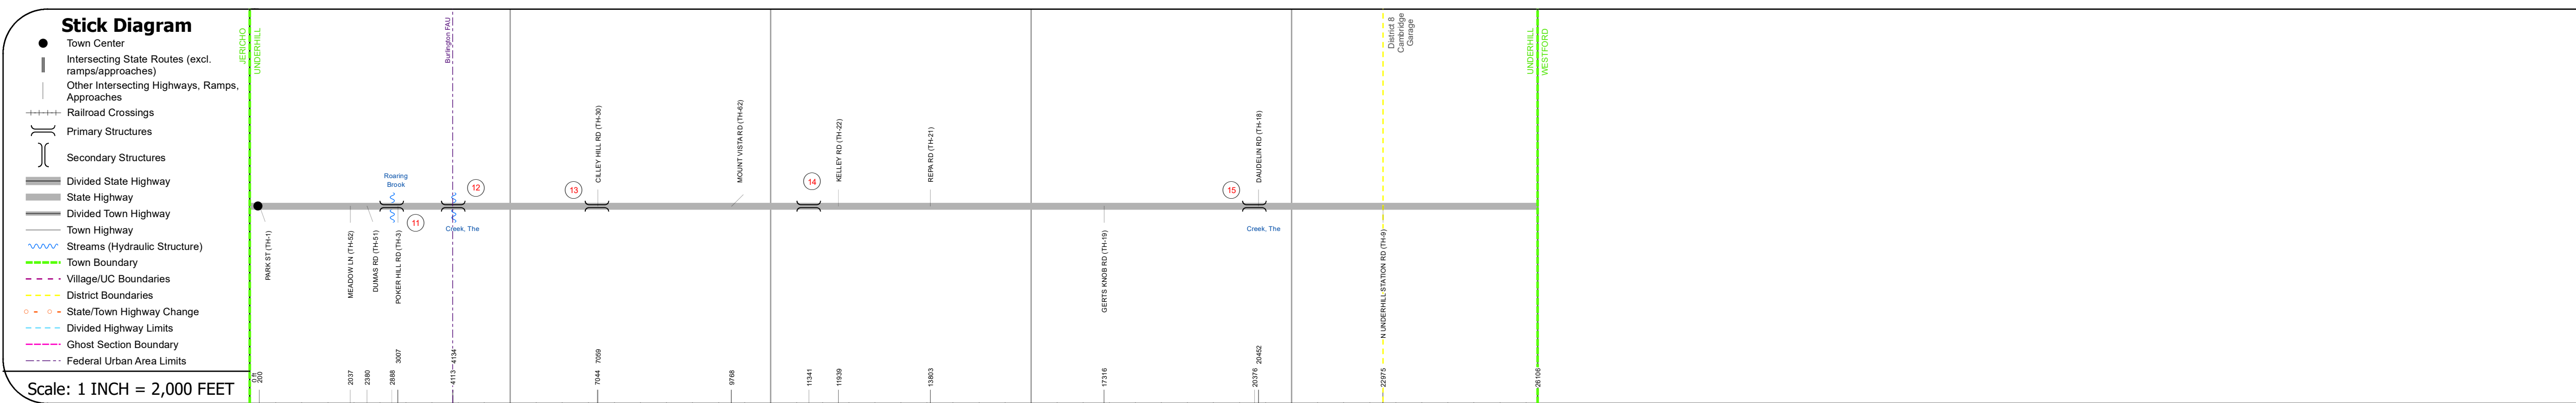 Stick Diagram
Town Center
Intersecting State Routes (excl.
ramps/approaches)
Other Intersecting Highways, Ramps,
Approaches
Railroad Crossings
Primary Structures
Secondary Structures
Divided State Highway
State Highway
Divided Town Highway
Town Highway
Streams (Hydraulic Structure)
Town Boundary
Village/UC Boundaries
District Boundaries
State/Town Highway Change
Divided Highway Limits
Ghost Section Boundary
Federal Urban Area Limits
Scale: 1 INCH = 2,000 FEET
JERICHO
UNDERHILL
Burlington FAU
District 8
Cambridge
Garage
UNDERHILL
WESTFORD
CILLEY HILL RD (TH-30)
MOUNT VISTA RD (TH-62)
KELLEY RD (TH-22)
REPA RD (TH-21)
DAUDELIN RD (TH-18)
Roaring
Brook
12
13
14
15
11
Creek, The
Creek, The
PARK ST (TH-1)
MEADOW LN (TH-52)
DUMAS RD (TH-51)
POKER HILL RD (TH-3)
GERTS KNOB RD (TH-19)
N UNDERHILL STATION RD (TH-9)
0 ft
200
2037
2380
2888
3007
4113
4134
7044
7059
9768
11341
11939
13803
17316
20376
20452
22975
26106